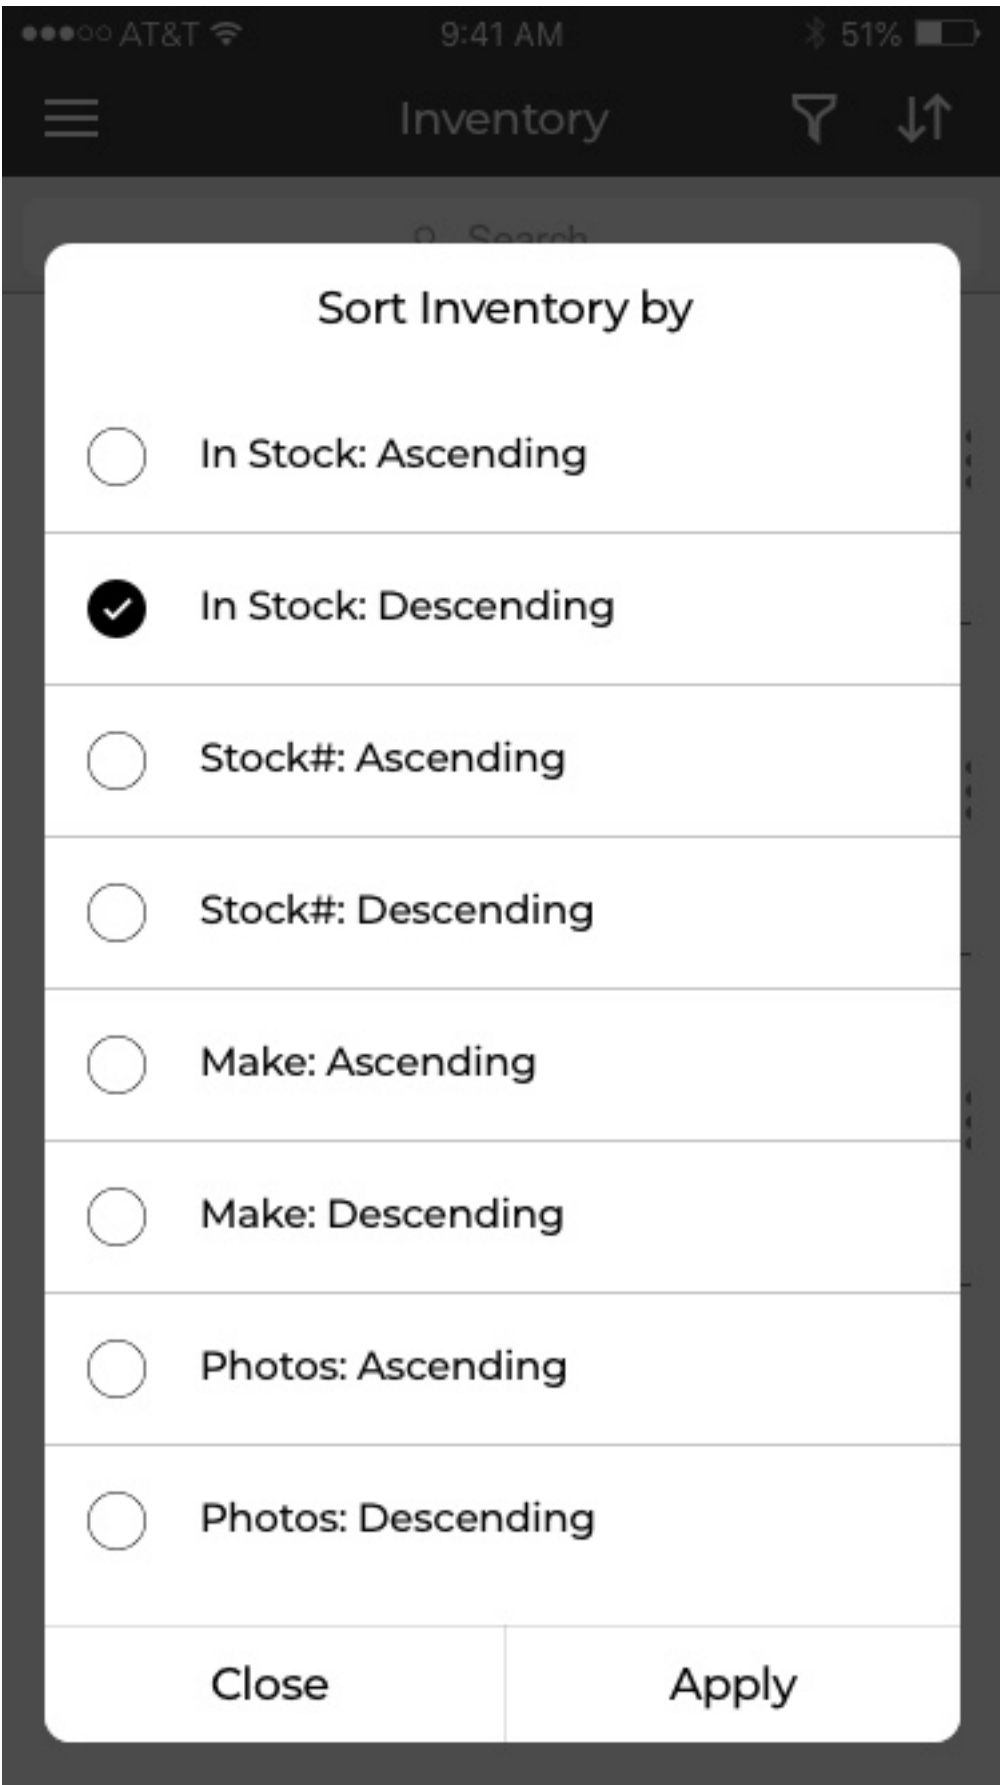 AT&T 9:41 AM 51%
Inventory
Search
Sort Inventory by
In Stock: Ascending
In Stock: Descending
Stock#: Ascending
Stock#: Descending
Make: Ascending
Make: Descending
Photos: Ascending
Photos: Descending
Close Apply